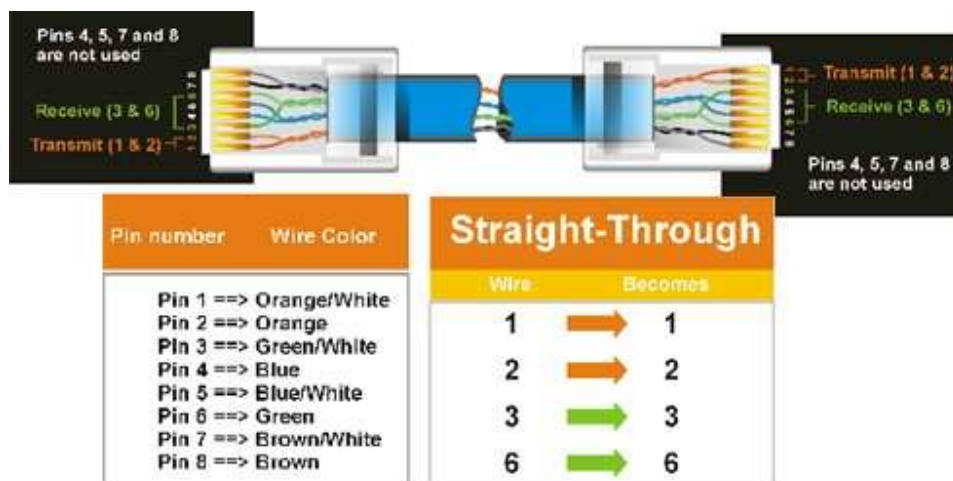 Pins 4, 5, 7 and 8
are not used
Receive (3 & 6)
Transmit (1 & 2)
Transmit (1 & 2)
Receive (3 & 6)
Pins 4, 5, 7 and 8
are not used
Pin number Wire Color
Pin 1 ==> Orange/White
Pin 2 ==> Orange
Pin 3 ==> Green/White
Pin 4 ==> Blue
Pin 5 ==> Blue/White
Pin 6 ==> Green
Pin 7 ==> Brown/White
Pin 8 ==> Brown
Straight-Through
Wire Becomes
1 1
2 2
3 3
6 6